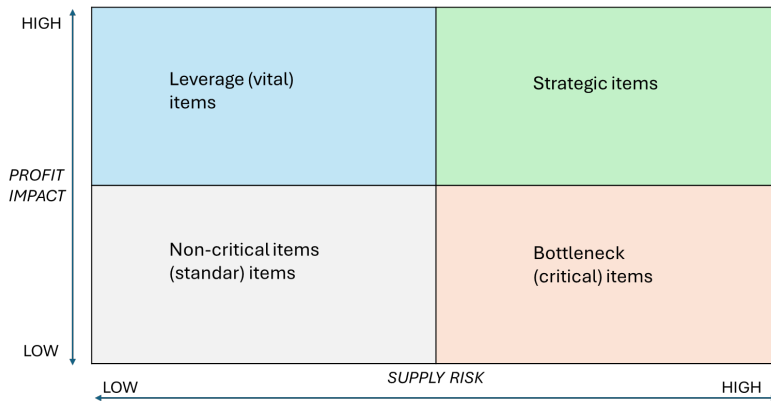 HIGH
Leverage (vital)
items
Strategic items
PROFIT
IMPACT
Non-critical items
(standar) items
Bottleneck
(critical) items
LOW
SUPPLY RISK
LOW
HIGH